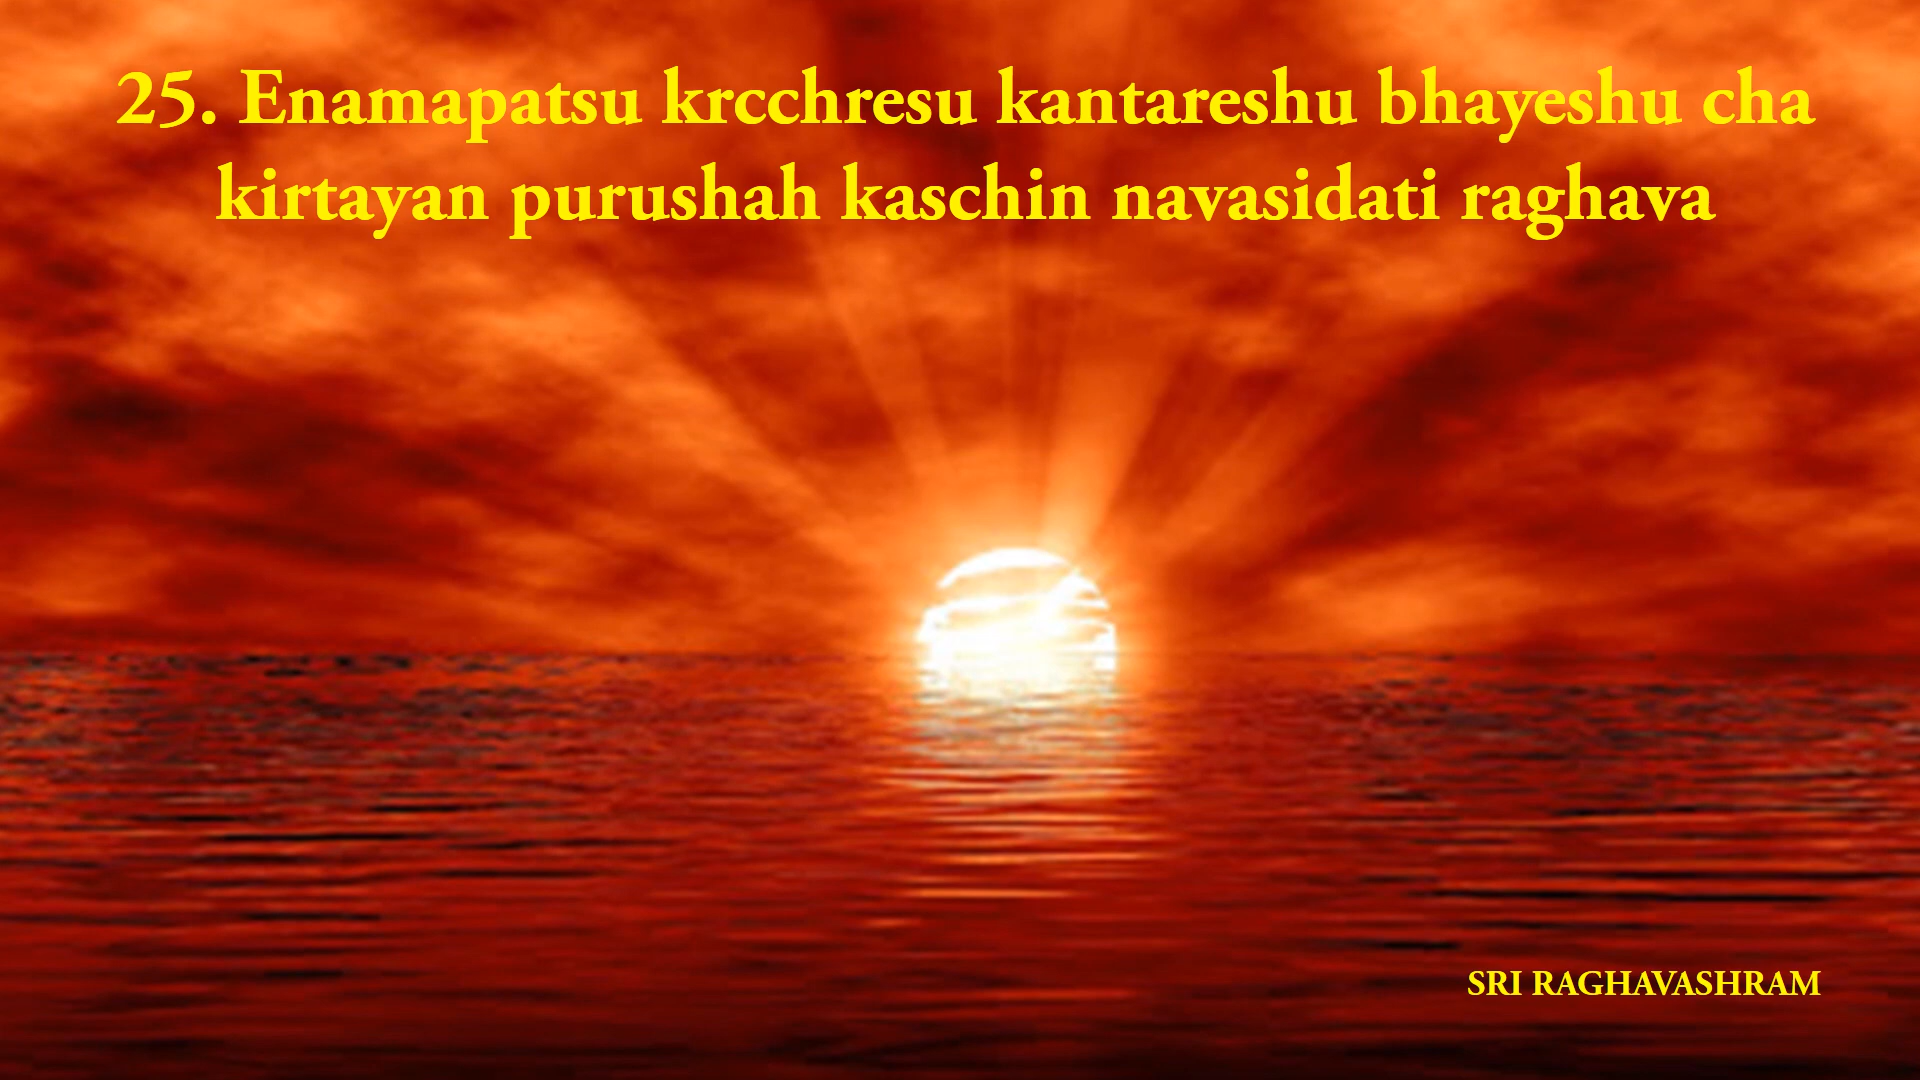 25. Enamapatsu krcchresu kantareshu bhayeshu cha
kirtayan purushah kaschin navasidati raghava
SRI RAGHAVASHRAM